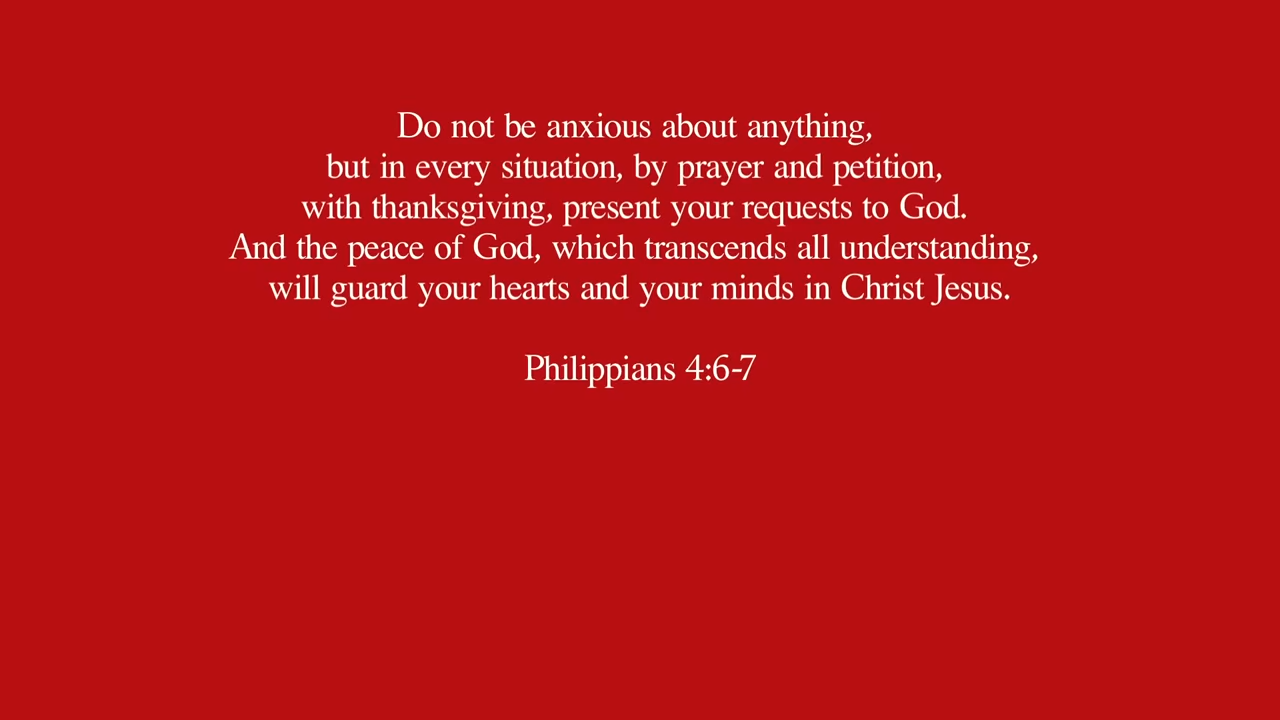 Do not be anxious about anything,
but in every situation, by prayer and petition,
with thanksgiving, present your requests to God.
And the peace of God, which transcends all understanding,
will guard your hearts and your minds in Christ Jesus.
Philippians 4:6-7